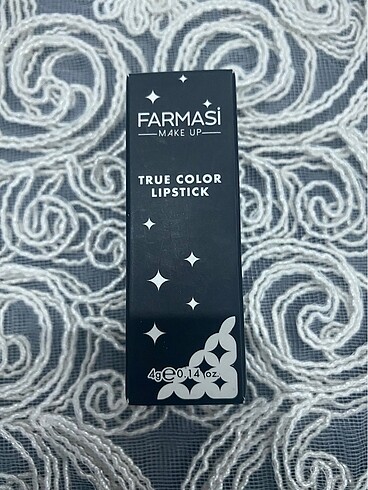 FARMASi
MAKE UP
TRUE COLOR
LIPSTICK
4g℮0.14 oz.